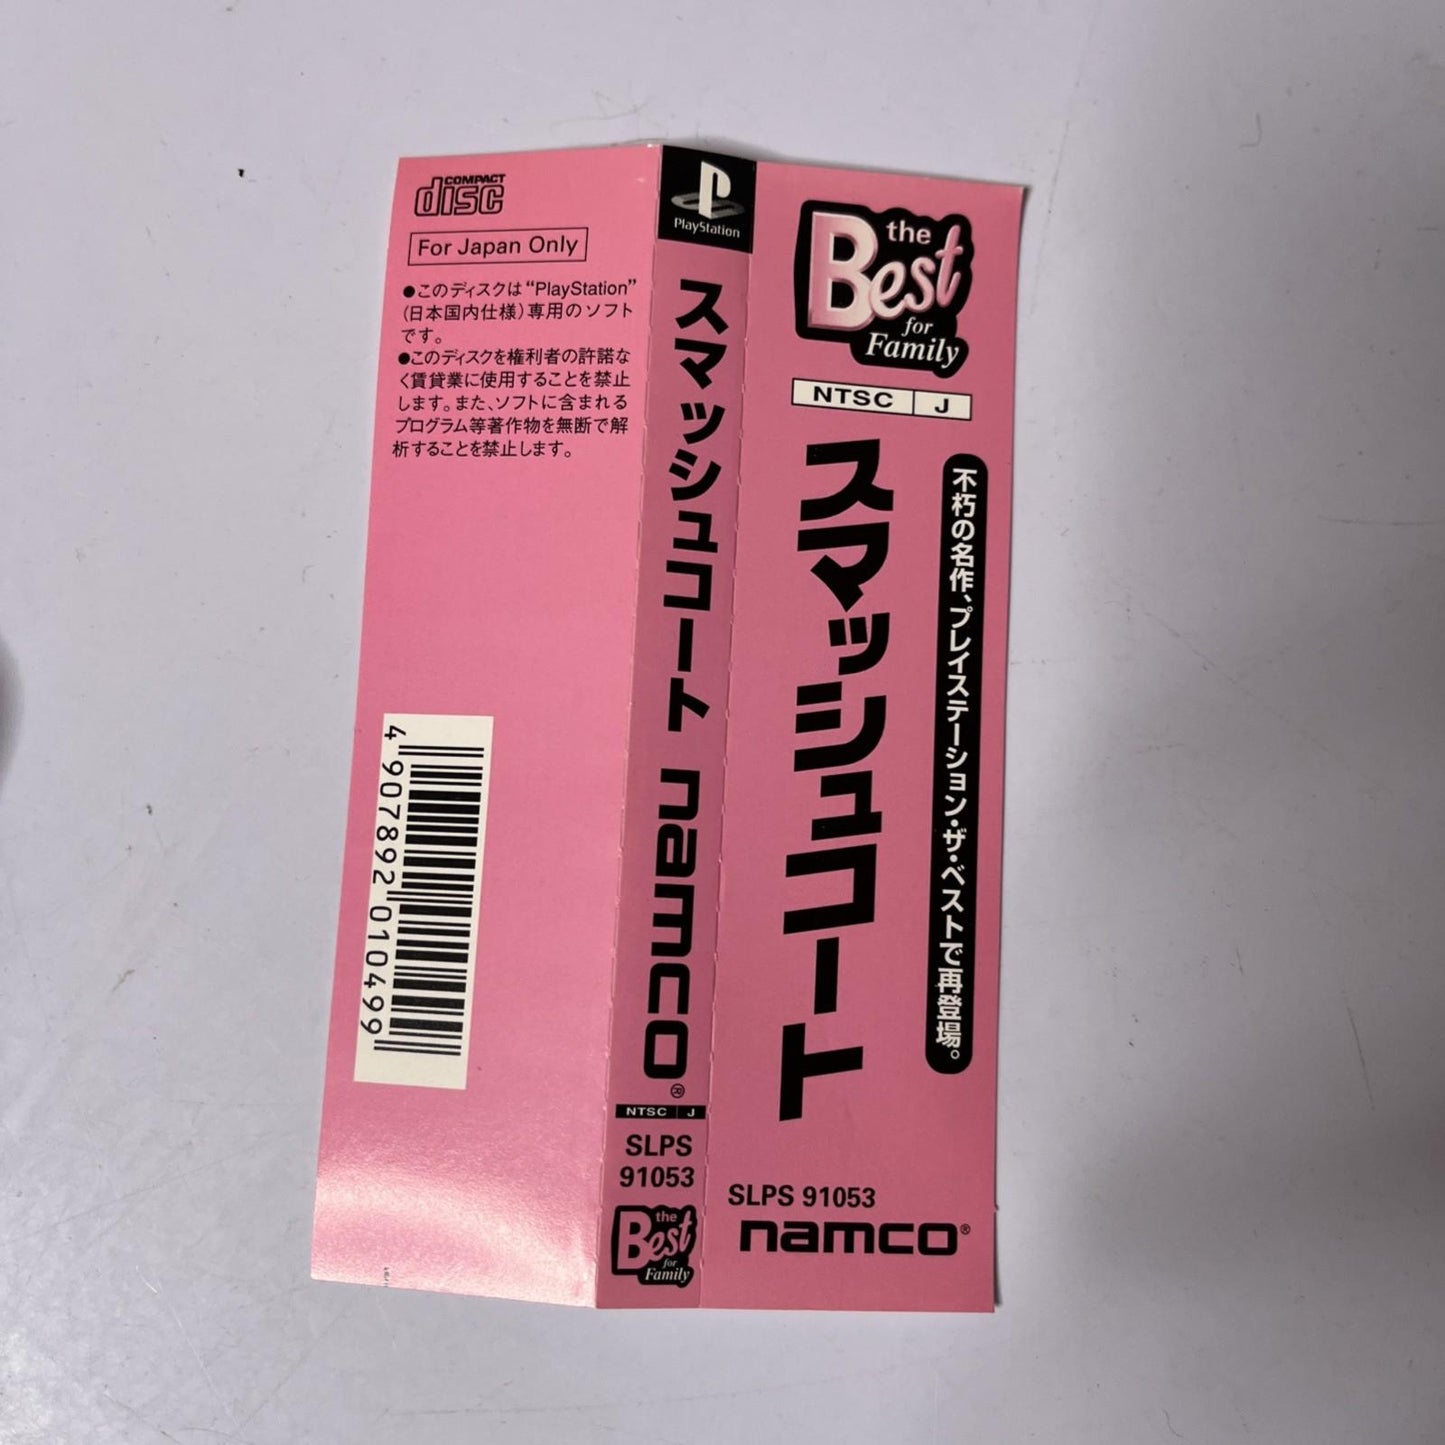 COMPACT
disc
For Japan Only
●このディスクは“PlayStation”
(日本国内仕様)専用のソフト
です。
●このディスクを権利者の許諾な
く賃貸業に使用することを禁止
します。また、ソフトに含まれる
プログラム等著作物を無断で解
析することを禁止します。
4 907892 010499
PlayStation
スマッシュコート namco®
NTSC J
SLPS
91053
the
Best
for
Family
the
Best
for
Family
NTSC J
スマッシュコート
不朽の名作、プレイステーション・ザ・ベストで再登場。
SLPS 91053
namco®